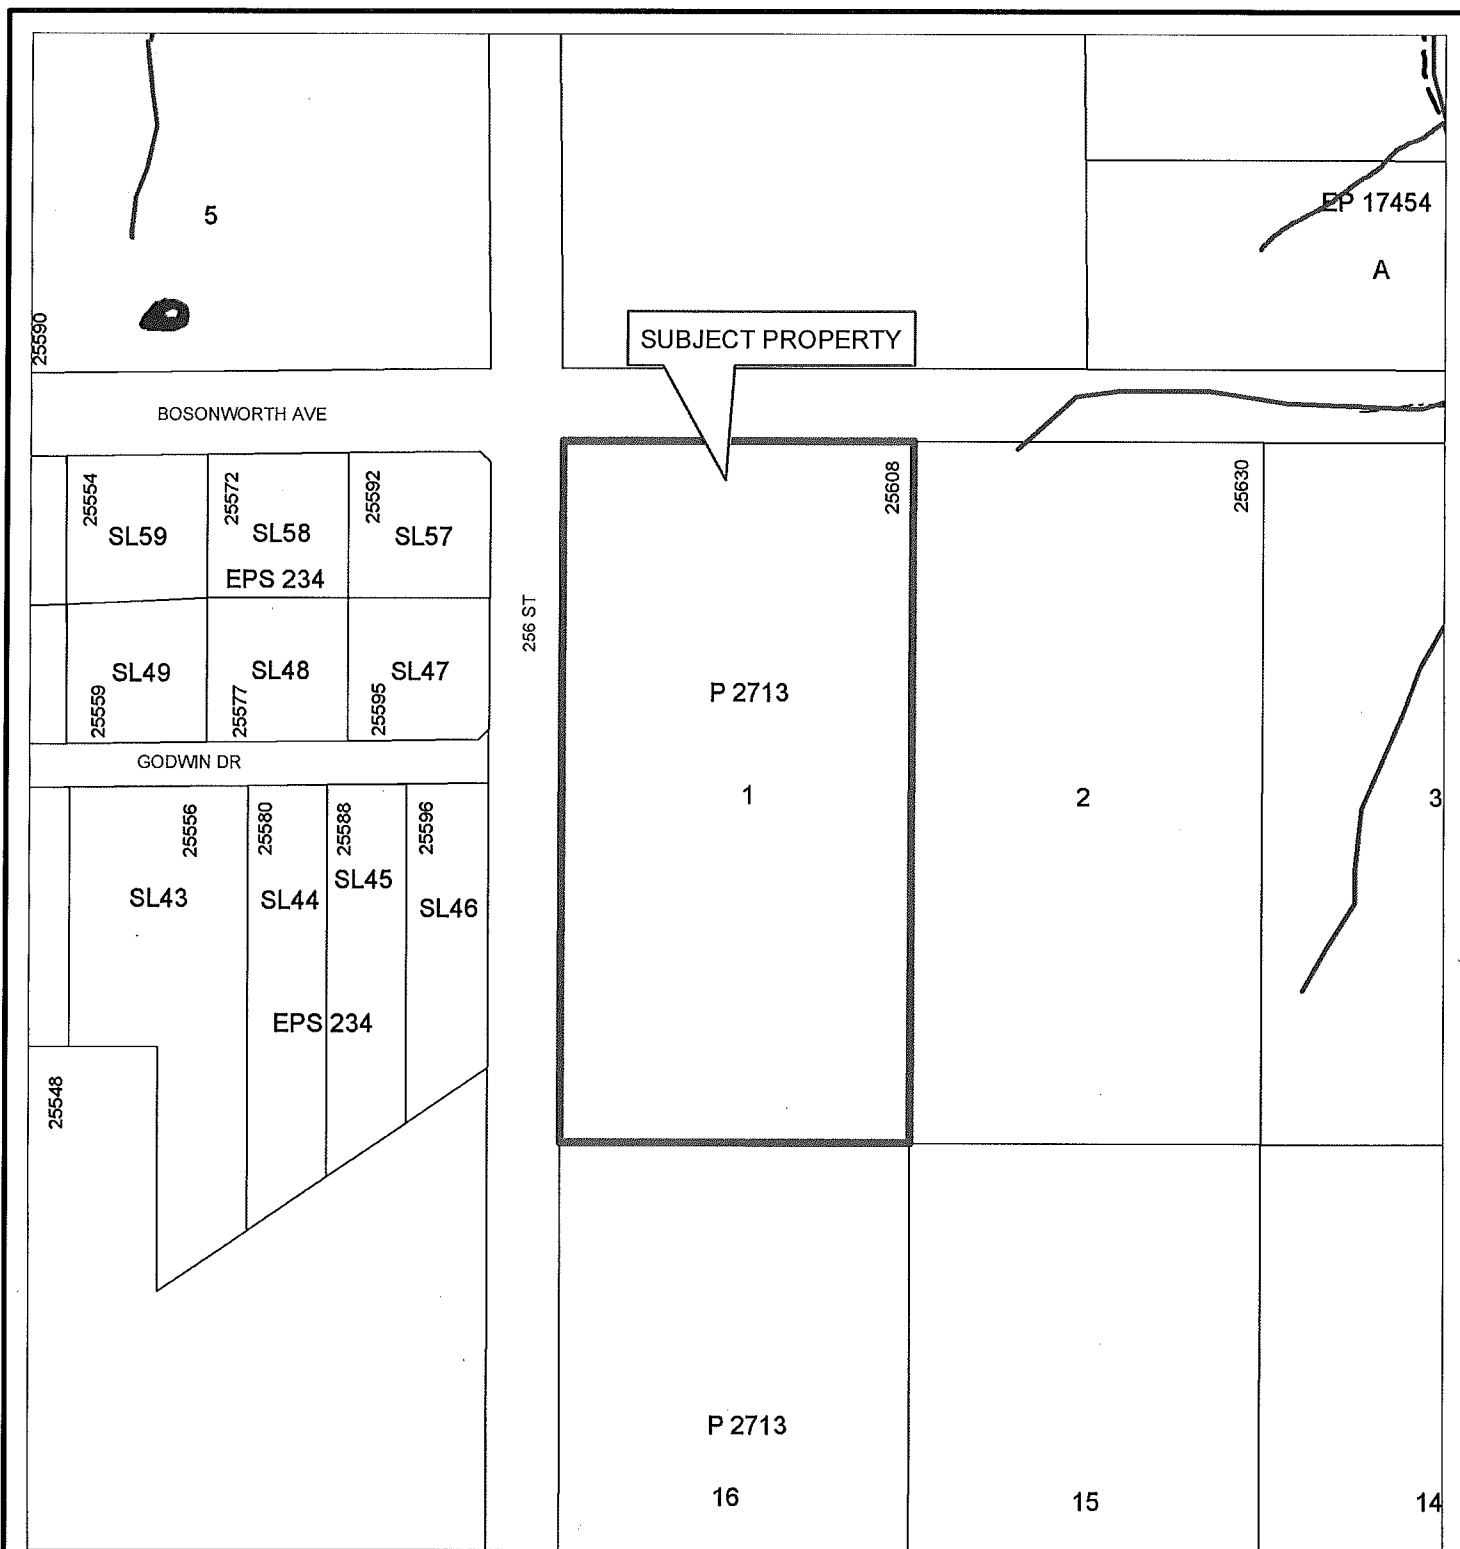 EP 17454
5
A
25590
SUBJECT PROPERTY
BOSONWORTH AVE
25554
25572
25592
25608
25630
SL59
SL58
SL57
EPS 234
256 ST
SL49
SL48
SL47
25559
25577
25595
P 2713
GODWIN DR
1
2
3
25556
25580
25588
25596
SL43
SL44
SL45
SL46
EPS 234
25548
P 2713
16
15
14